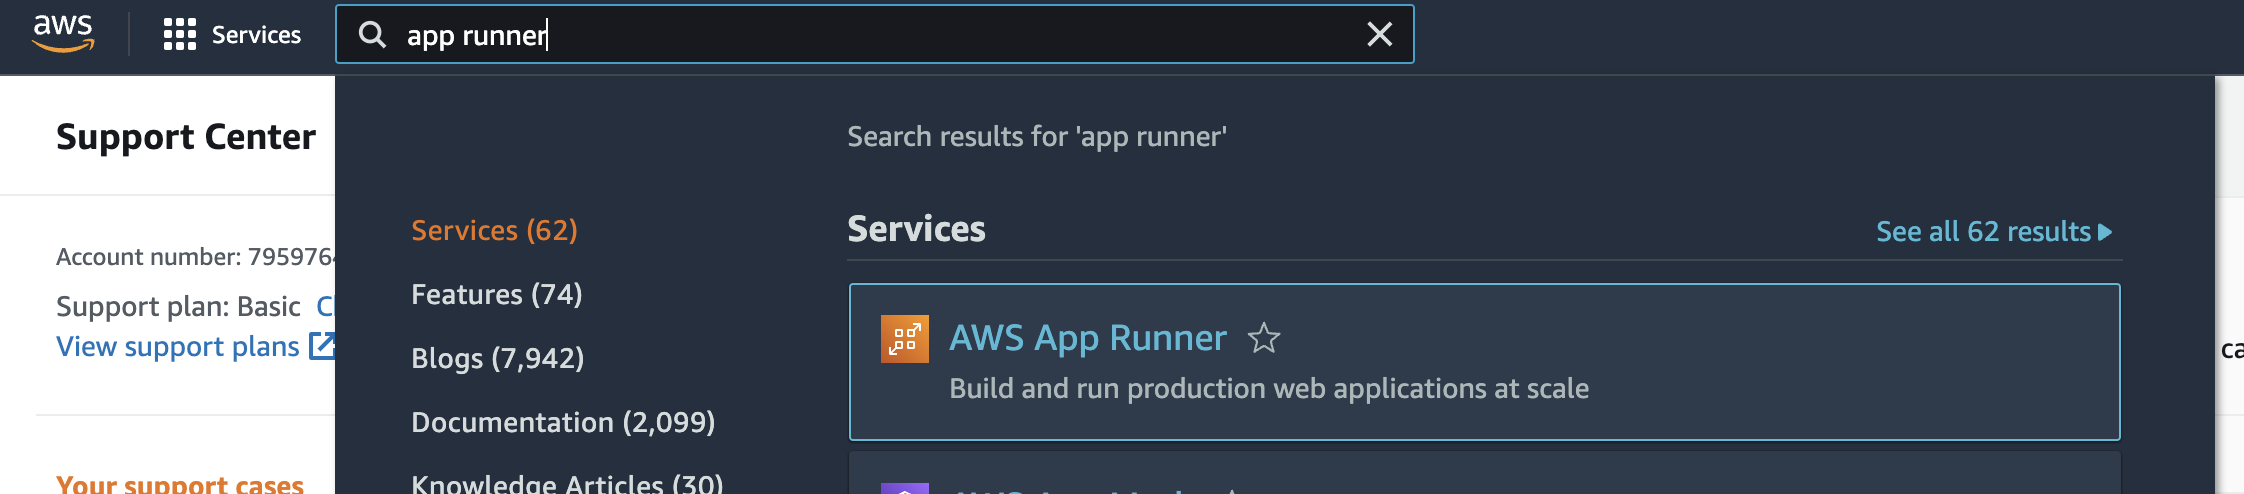 aws
Services
app runner
Support Center
Search results for 'app runner'
Services (62)
Services
See all 62 results
Account number: 795976
Features (74)
Support plan: Basic
AWS App Runner
View support plans
Blogs (7,942)
Build and run production web applications at scale
Documentation (2,099)
Your support cases
Knowledge Articles (30)